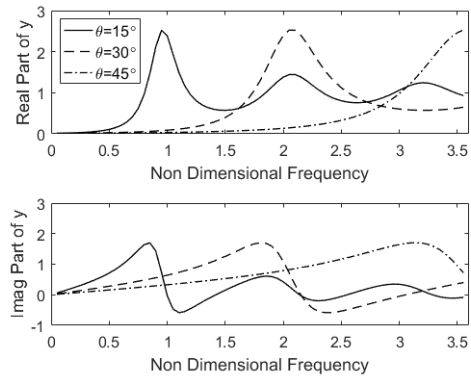 3
2
1
0
Real Part of y
θ=15°
θ=30°
θ=45°
0 0.5 1 1.5 2 2.5 3 3.5
Non Dimensional Frequency
3
2
1
0
-1
Imag Part of y
0 0.5 1 1.5 2 2.5 3 3.5
Non Dimensional Frequency